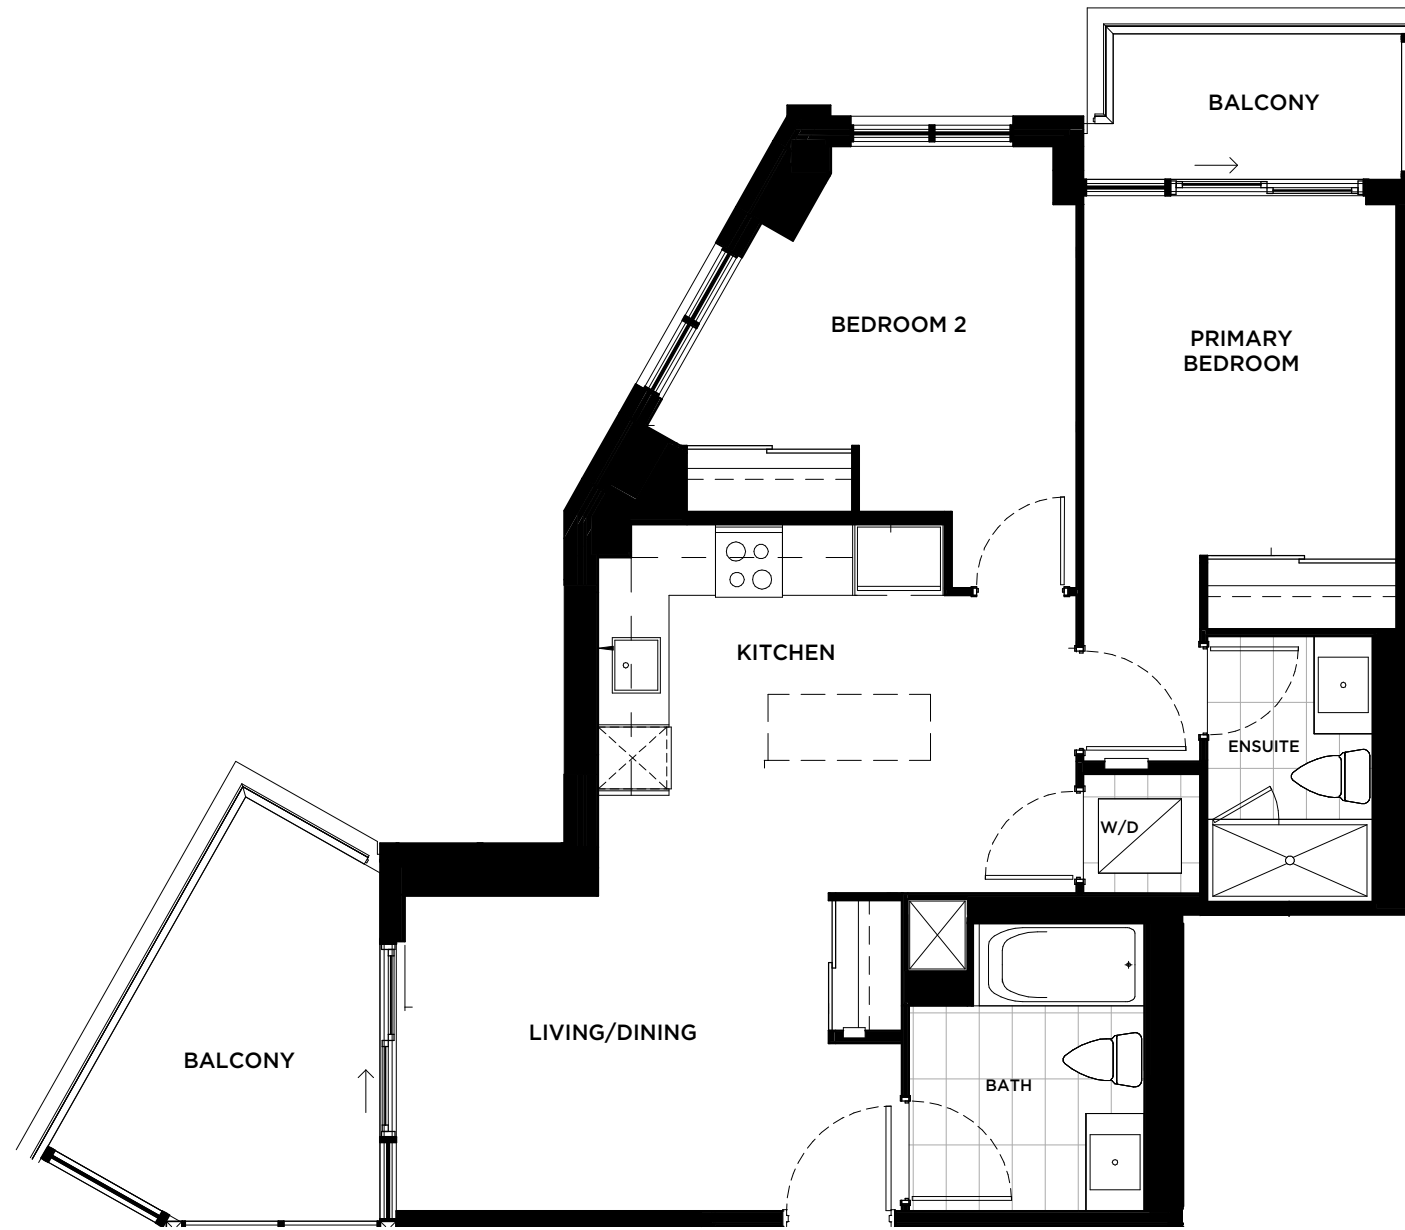 BALCONY
BEDROOM 2
PRIMARY
BEDROOM
KITCHEN
ENSUITE
W/D
LIVING/DINING
BALCONY
BATH